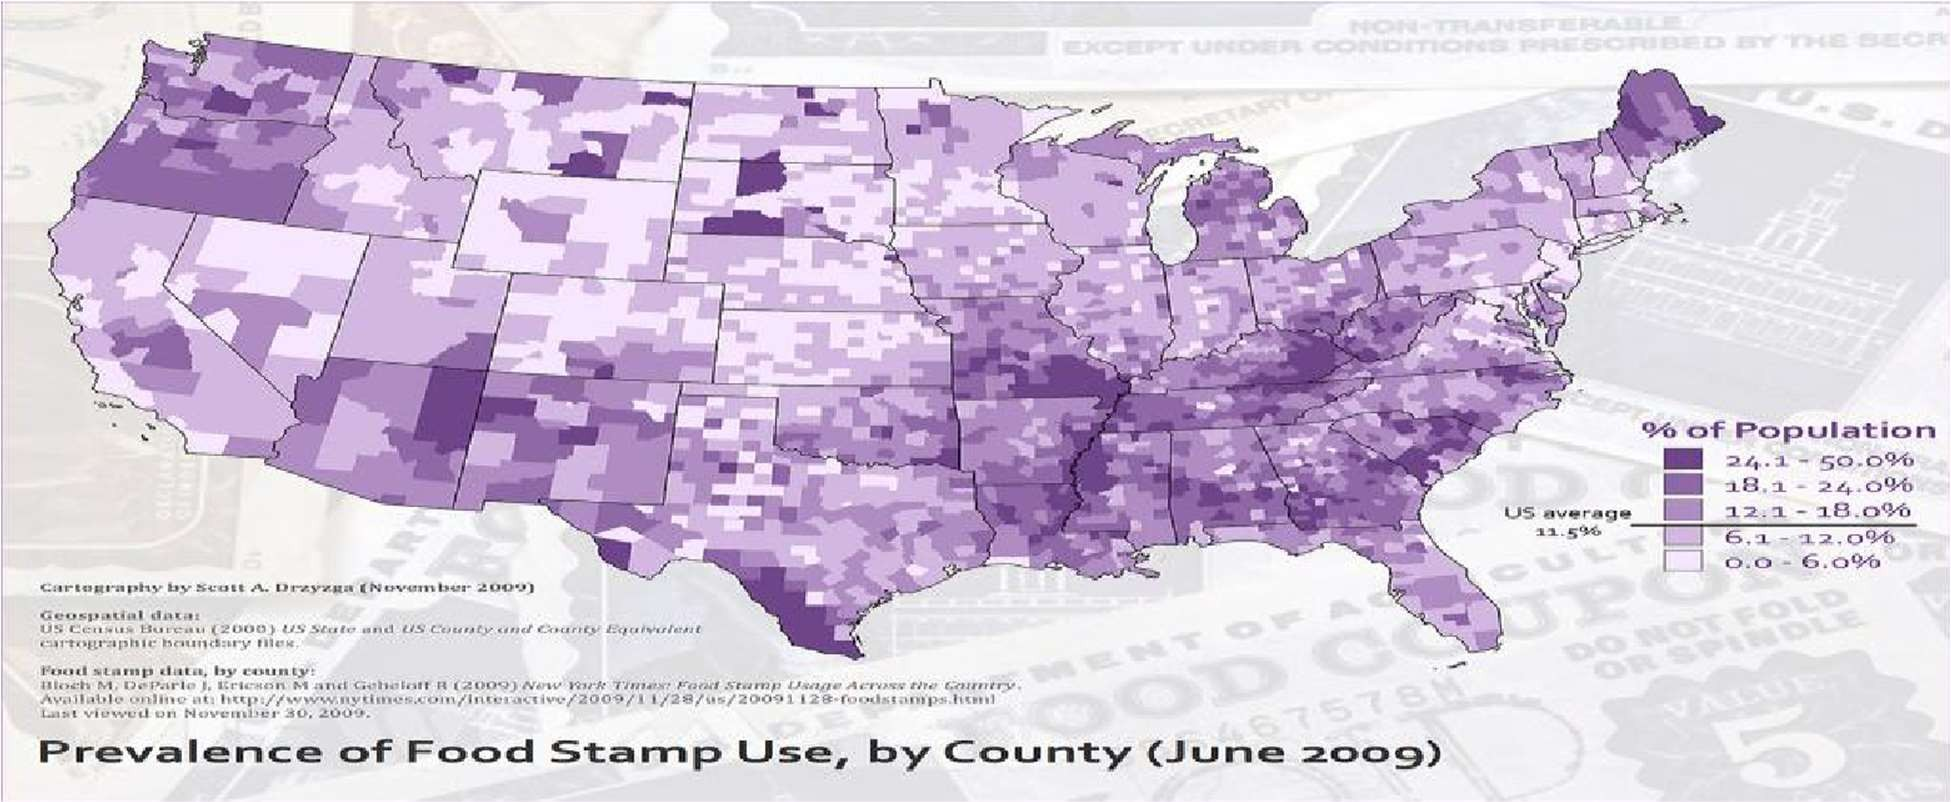 NON-TRANSFERABLE
EXCEPT UNDER CONDITIONS PRESCRIBED BY THE SECR
% of Population
24.1 - 50.0%
18.1 - 24.0%
12.1 - 18.0%
US average
11.5%
6.1 - 12.0%
0.0 - 6.0%
Cartography by Scott A. Drzyzga (November 2009)
Geospatial data:
US Census Bureau (2000) US State and US County and County Equivalent
cartographic boundary files.
Food stamp data, by county:
Bloch M, DeParle J, Ericson M and Gebeloff R (2009) New York Times: Food Stamp Usage Across the Country.
Available online at: http://www.nytimes.com/interactive/2009/11/28/us/20091128-foodstamps.html
Last viewed on November 30, 2009.
FOOD COUPON
DO NOT FOLD
OR SPINDLE
5
Prevalence of Food Stamp Use, by County (June 2009)